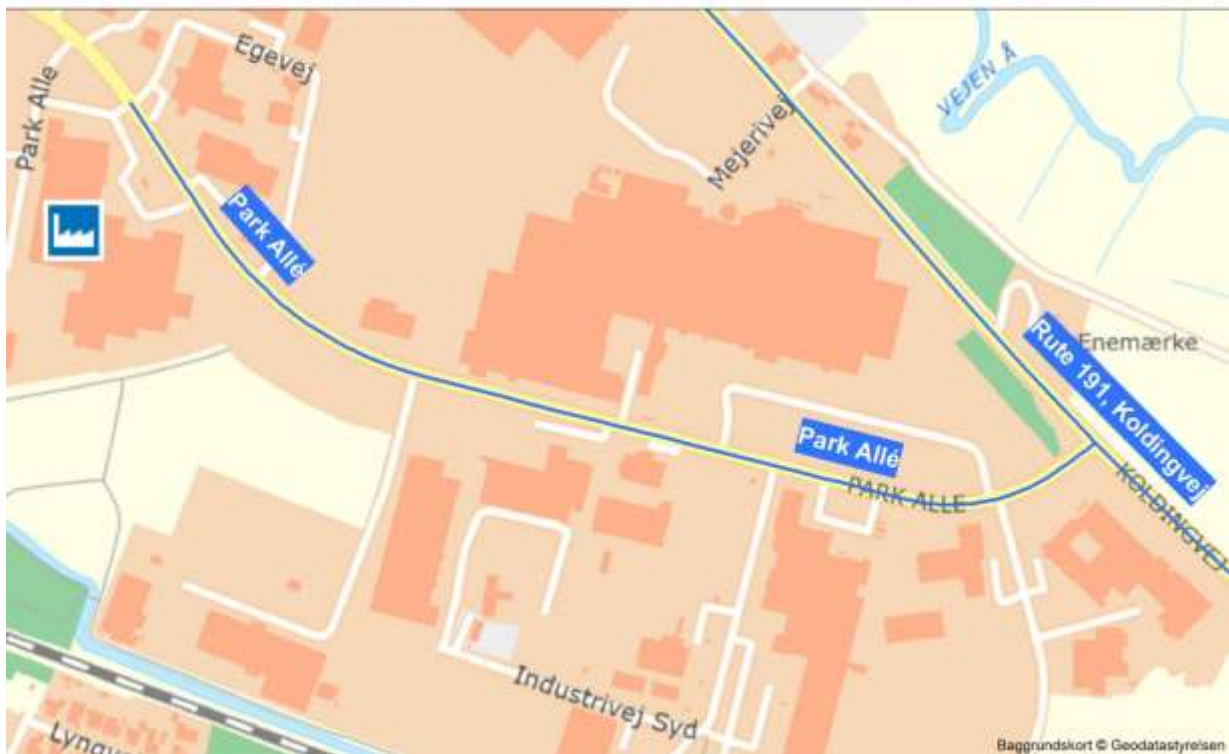 Egevej
Park Alle
VEJEN Å
Mejerivej
Park Allé
Enemærke
Rute 191, Koldingvej
Park Allé
PARK ALLE
KOLDINGVEJ
Industrivej Syd
Baggrundskort © Geodatastyrelsen